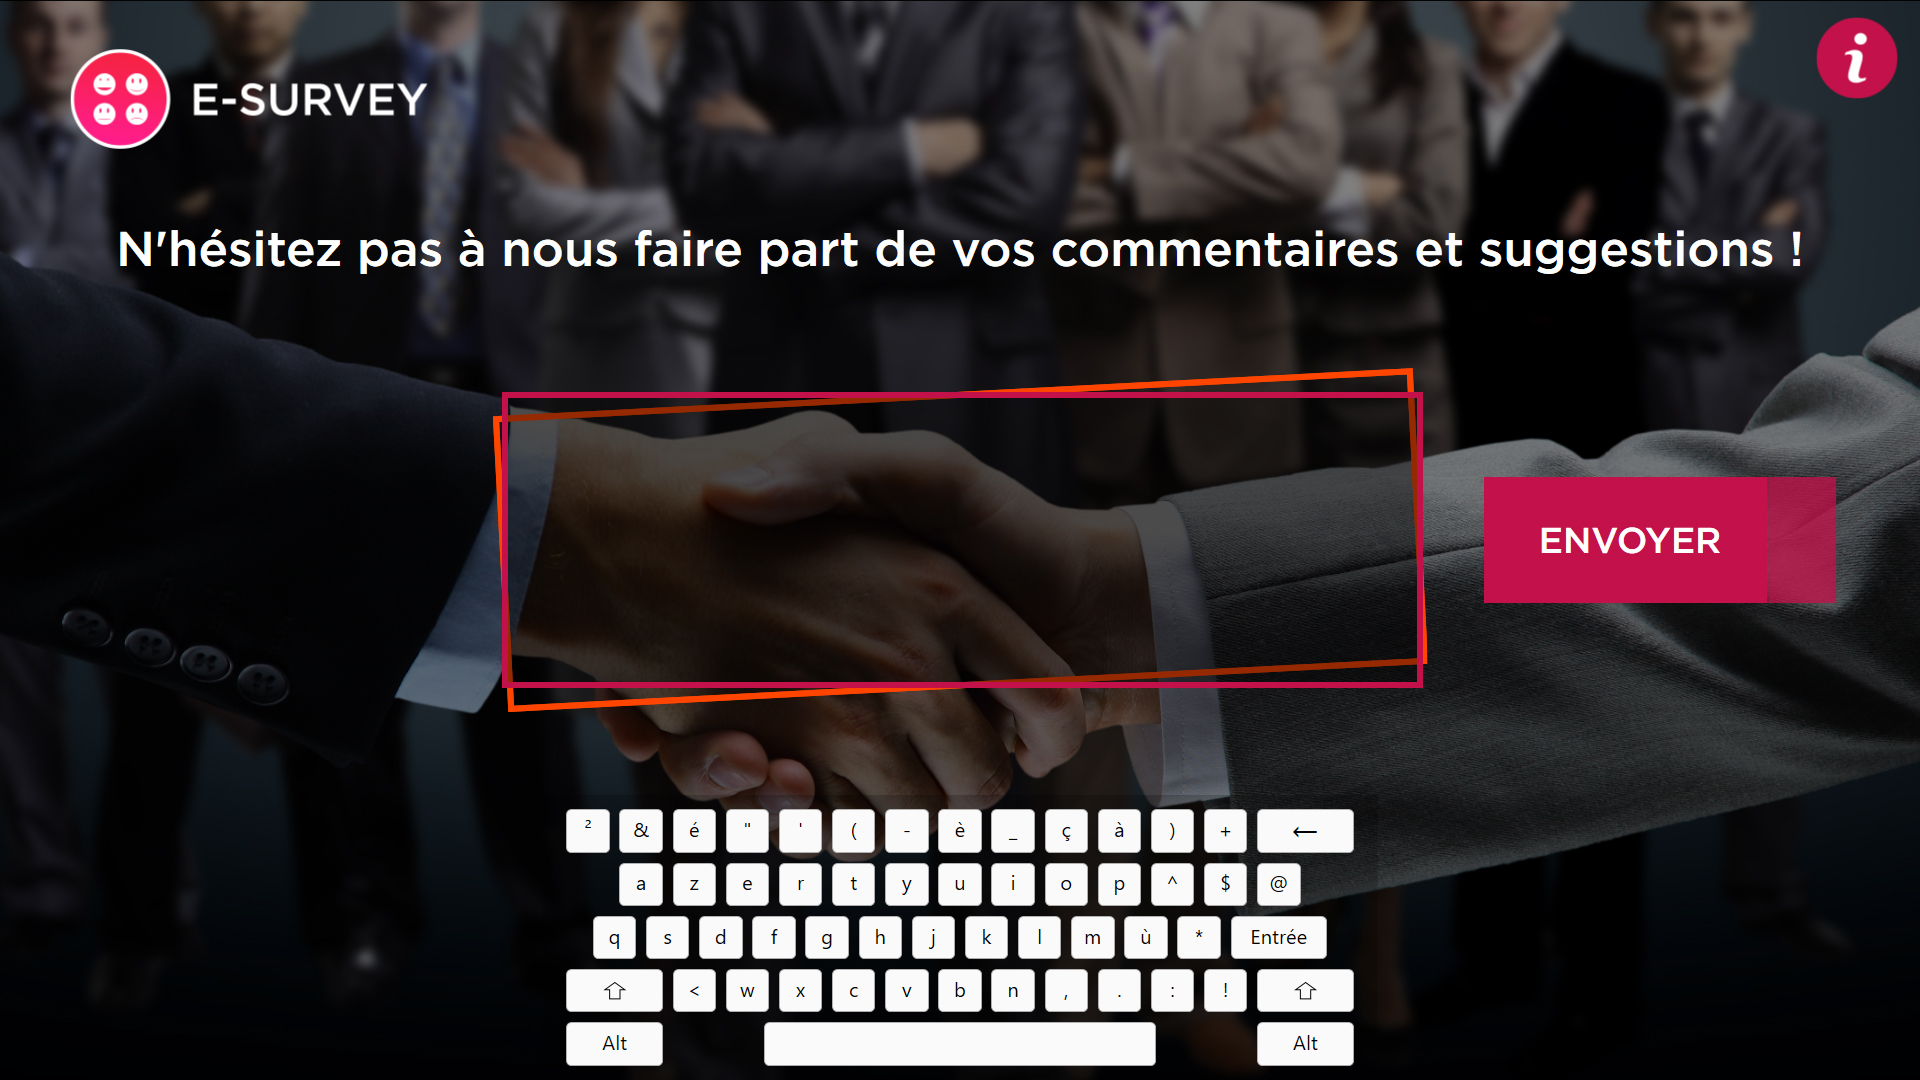 E-SURVEY
i
N'hésitez pas à nous faire part de vos commentaires et suggestions !
ENVOYER
² & é " ' ( - è _ ç à ) + ←
a z e r t y u i o p ^ $ @
q s d f g h j k l m ù * Entrée
⇧ < w x c v b n , . : ! ⇧
Alt Alt